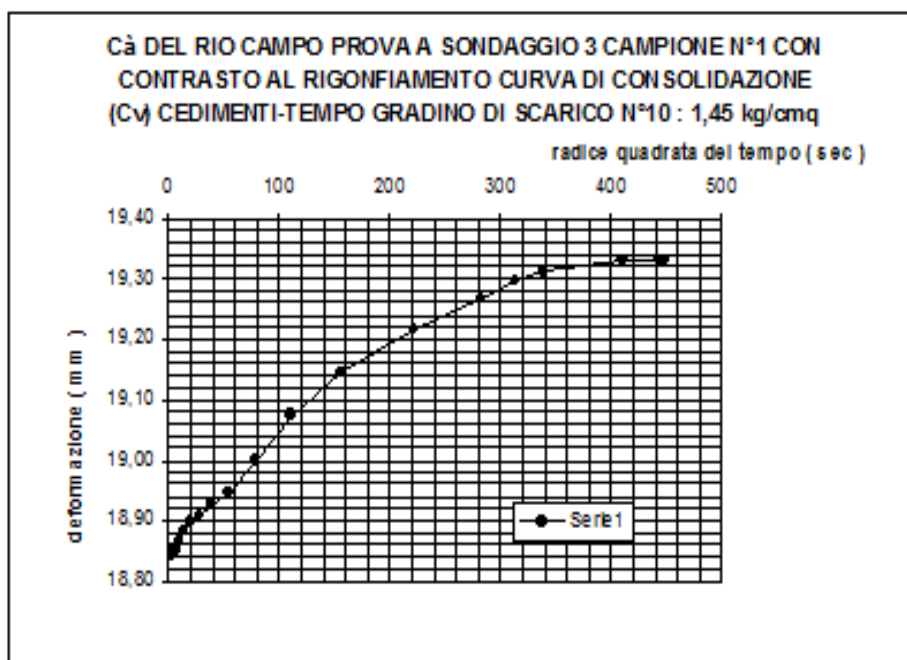 Cà DEL RIO CAMPO PROVA A SONDAGGIO 3 CAMPIONE N°1 CON
CONTRASTO AL RIGONFIAMENTO CURVA DI CONSOLIDAZIONE
(Cv) CEDIMENTI-TEMPO GRADINO DI SCARICO N°10 : 1,45 kg/cmq
radice quadrata del tempo ( sec )
0 100 200 300 400 500
19,40
19,30
19,20
19,10
19,00
18,90
18,80
deformazione ( mm )
Serie1